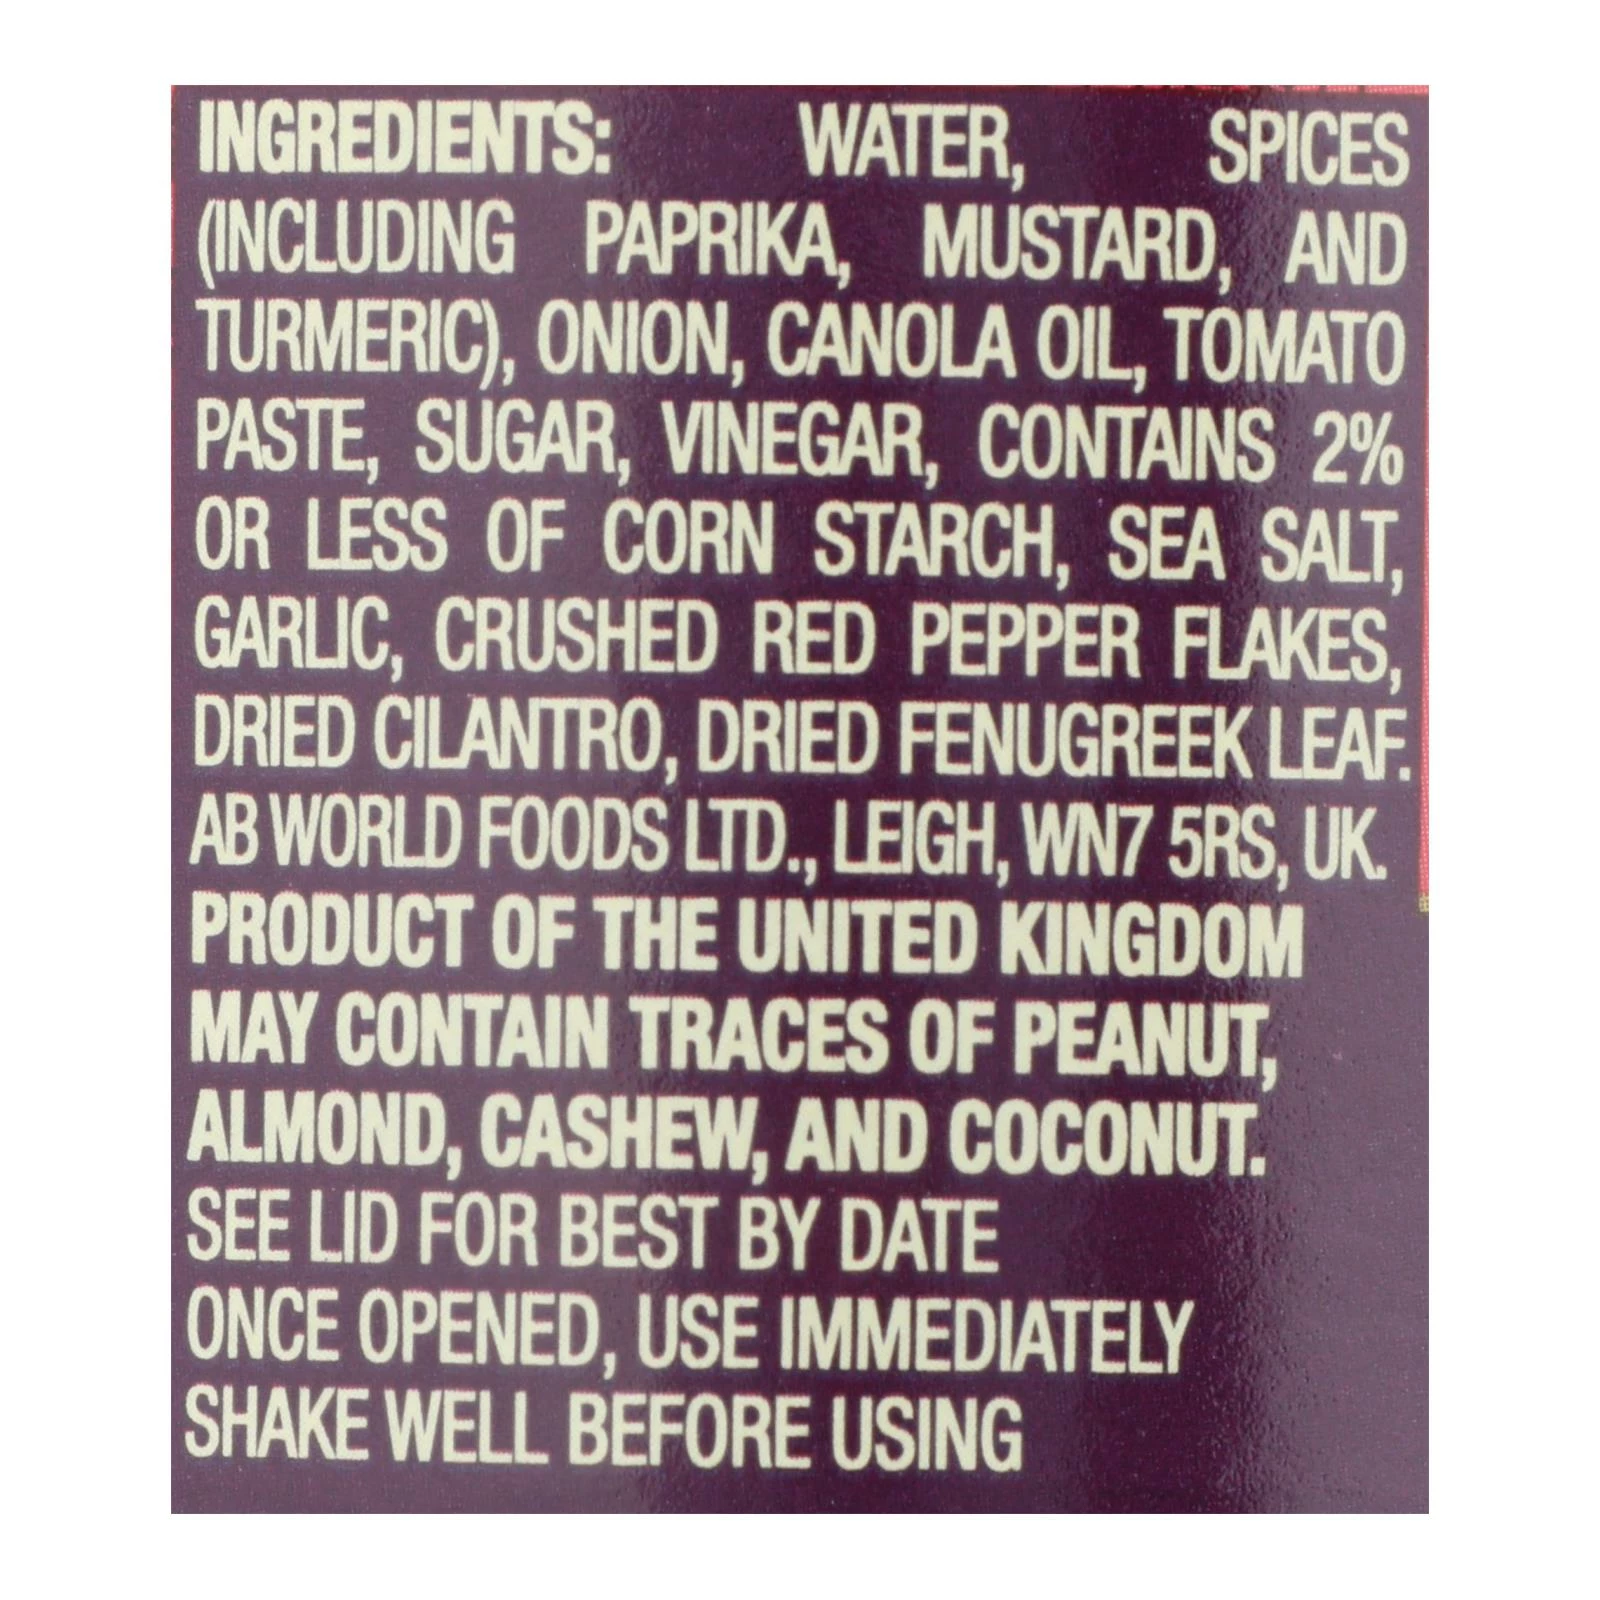 INGREDIENTS: WATER, SPICES
(INCLUDING PAPRIKA, MUSTARD, AND
TURMERIC), ONION, CANOLA OIL, TOMATO
PASTE, SUGAR, VINEGAR, CONTAINS 2%
OR LESS OF CORN STARCH, SEA SALT,
GARLIC, CRUSHED RED PEPPER FLAKES,
DRIED CILANTRO, DRIED FENUGREEK LEAF.
AB WORLD FOODS LTD., LEIGH, WN7 5RS, UK.
PRODUCT OF THE UNITED KINGDOM
MAY CONTAIN TRACES OF PEANUT,
ALMOND, CASHEW, AND COCONUT.
SEE LID FOR BEST BY DATE
ONCE OPENED, USE IMMEDIATELY
SHAKE WELL BEFORE USING